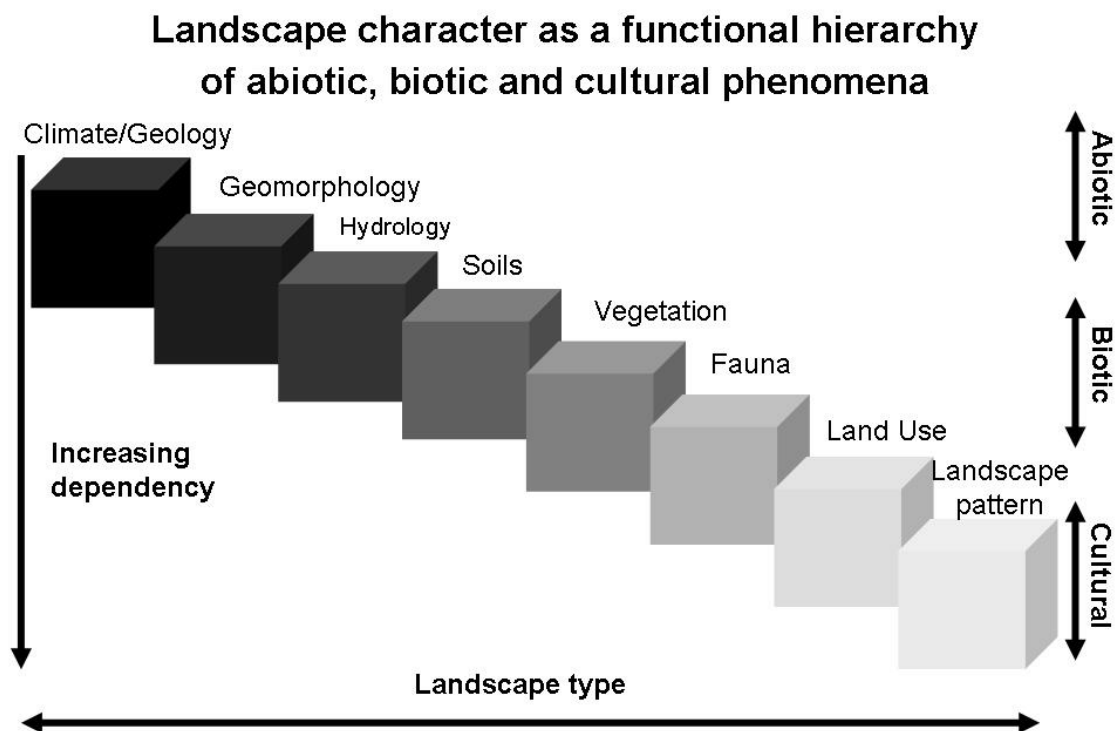 Landscape character as a functional hierarchy
of abiotic, biotic and cultural phenomena
Climate/Geology
Geomorphology
Hydrology
Soils
Vegetation
Fauna
Land Use
Landscape
pattern
Abiotic
Biotic
Cultural
Increasing
dependency
Landscape type